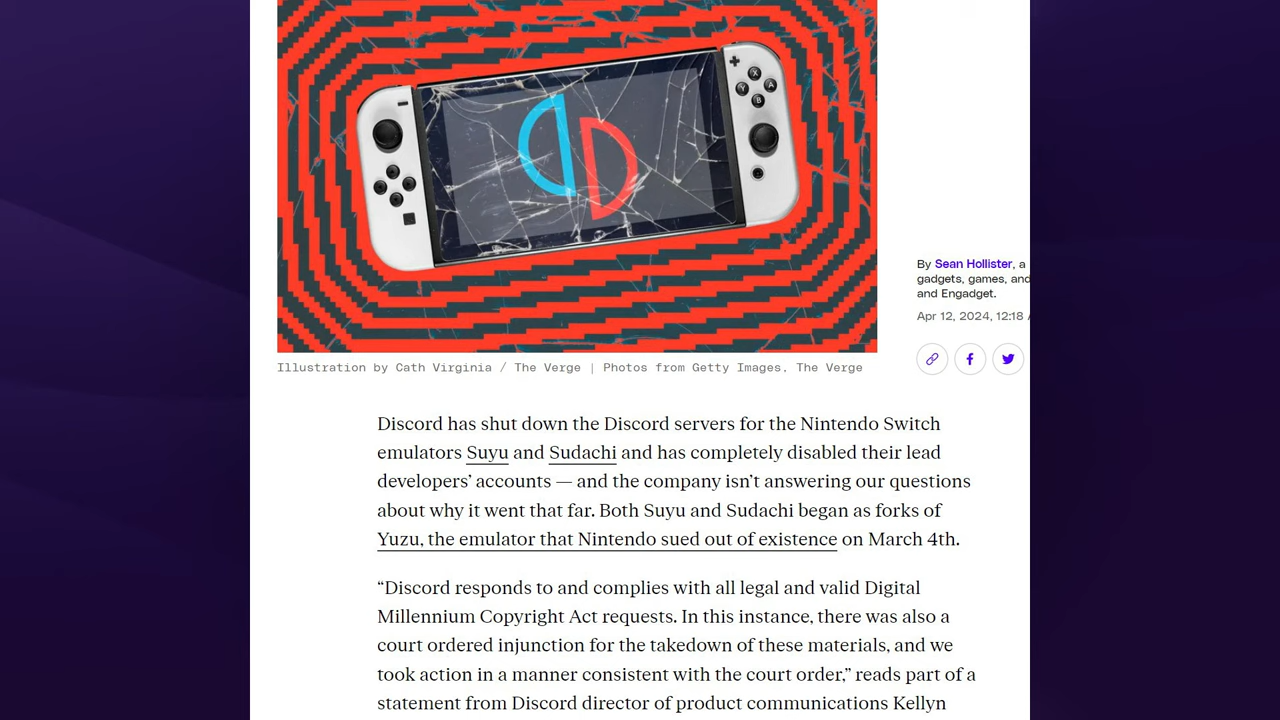 X
Y
A
B
By Sean Hollister, a
gadgets, games, and
and Engadget.
Apr 12, 2024, 12:18
Illustration by Cath Virginia / The Verge | Photos from Getty Images, The Verge
Discord has shut down the Discord servers for the Nintendo Switch
emulators Suyu and Sudachi and has completely disabled their lead
developers’ accounts — and the company isn’t answering our questions
about why it went that far. Both Suyu and Sudachi began as forks of
Yuzu, the emulator that Nintendo sued out of existence on March 4th.
“Discord responds to and complies with all legal and valid Digital
Millennium Copyright Act requests. In this instance, there was also a
court ordered injunction for the takedown of these materials, and we
took action in a manner consistent with the court order,” reads part of a
statement from Discord director of product communications Kellyn